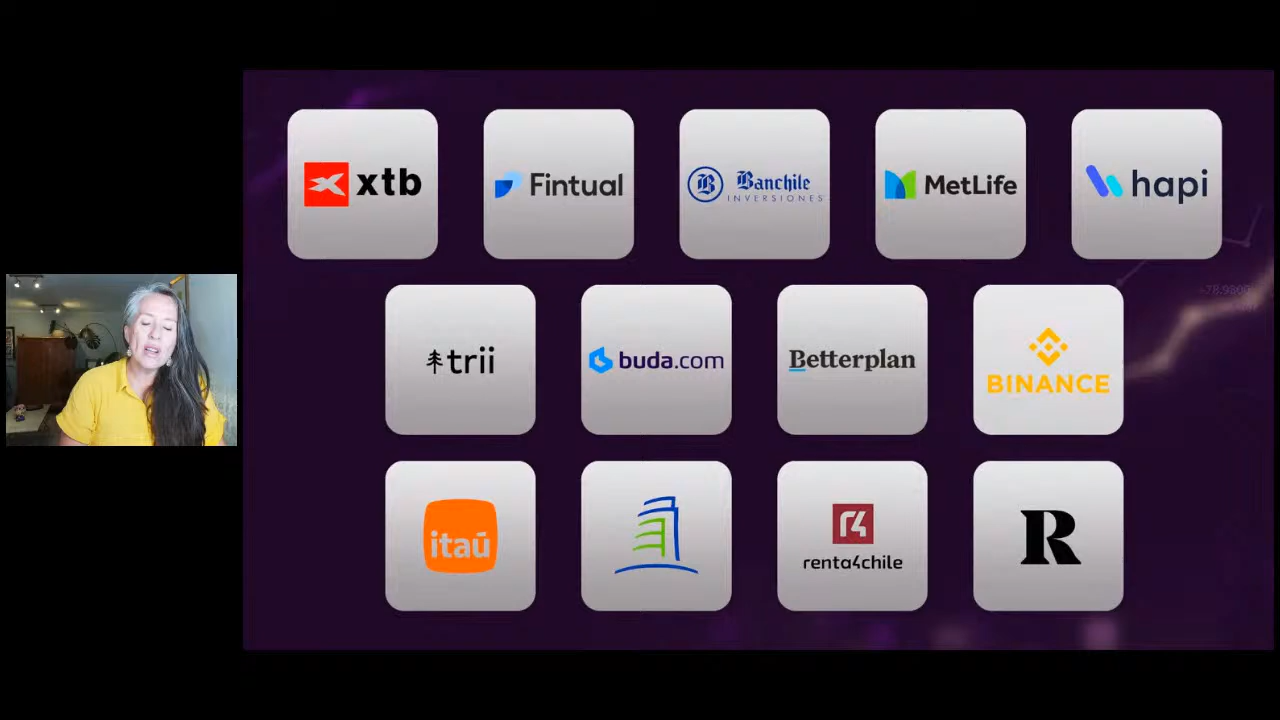 xtb
Fintual
Banchile
INVERSIONES
MetLife
hapi
trii
buda.com
Betterplan
BINANCE
itaú
renta4chile
R